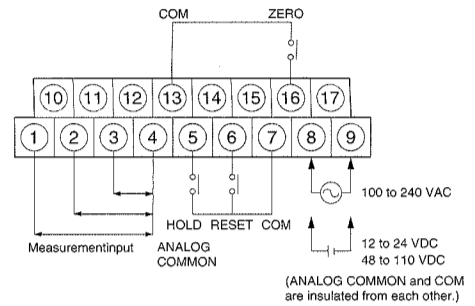 COM ZERO
10 11 12 13 14 15 16 17
1 2 3 4 5 6 7 8 9
100 to 240 VAC
HOLD RESET COM
Measurementinput ANALOG
COMMON
12 to 24 VDC
48 to 110 VDC
(ANALOG COMMON and COM
are insulated from each other.)